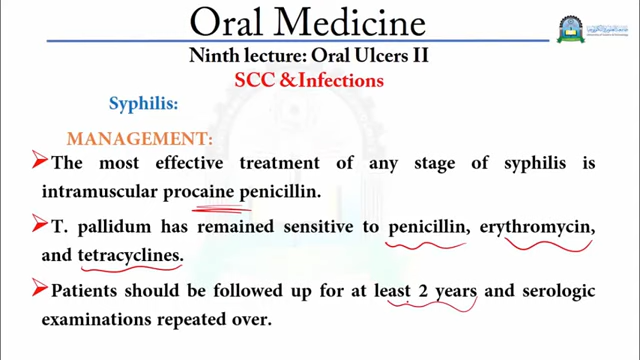 Oral Medicine
Ninth lecture: Oral Ulcers II
SCC & Infections
Syphilis:
MANAGEMENT:
The most effective treatment of any stage of syphilis is
intramuscular procaine penicillin.
T. pallidum has remained sensitive to penicillin, erythromycin,
and tetracyclines.
Patients should be followed up for at least 2 years and serologic
examinations repeated over.